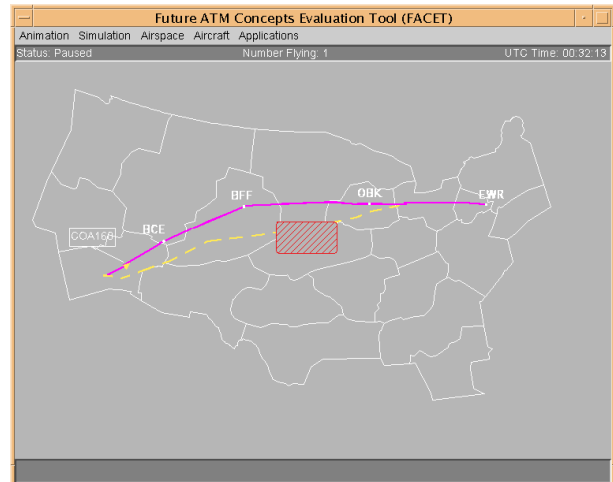 Future ATM Concepts Evaluation Tool (FACET)
Animation Simulation Airspace Aircraft Applications
Status: Paused Number Flying: 1 UTC Time: 00:32:13
BFF
OBK
EWR
BCE